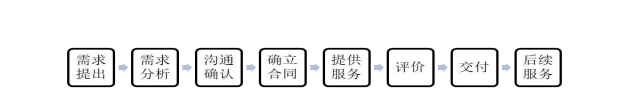 需求
提出
需求
分析
沟通
确认
确立
合同
提供
服务
评价
交付
后续
服务